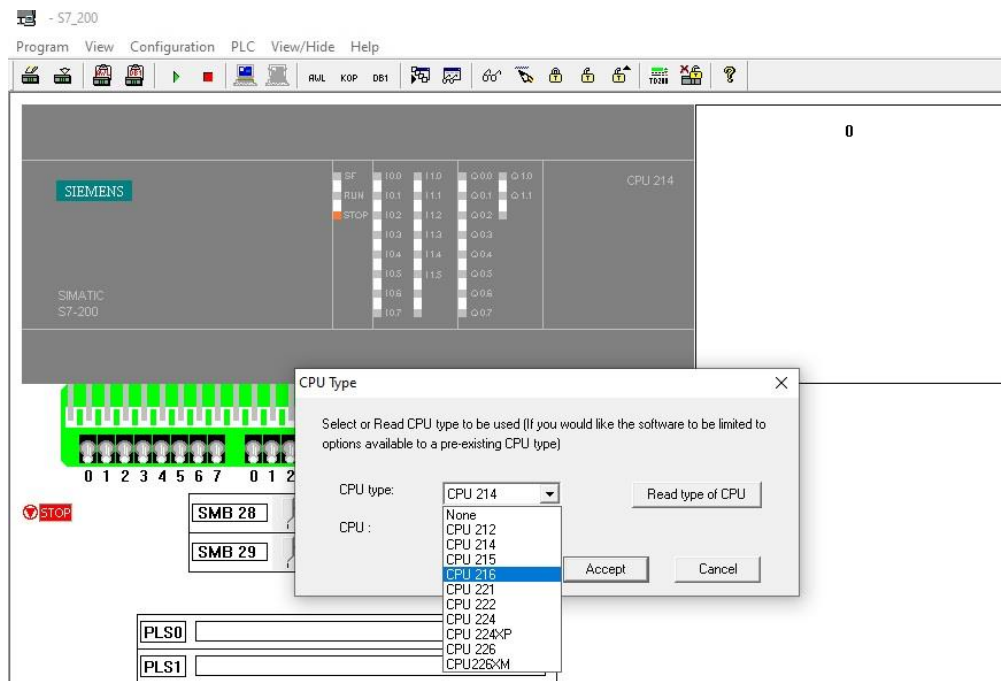 - S7_200
Program View Configuration PLC View/Hide Help
AWL KOP DB1 TD200 ?
0
SIEMENS
SIMATIC
S7-200
SF I0.0 I1.0 Q0.0 Q1.0
RUN I0.1 I1.1 Q0.1 Q1.1
STOP I0.2 I1.2 Q0.2
I0.3 I1.3 Q0.3
I0.4 I1.4 Q0.4
I0.5 I1.5 Q0.5
I0.6 Q0.6
I0.7 Q0.7
CPU 214
0 1 2 3 4 5 6 7 0 1 2
STOP
SMB 28
SMB 29
PLS0
PLS1
CPU Type
Select or Read CPU type to be used (If you would like the software to be limited to
options available to a pre-existing CPU type)
CPU type: CPU 214 Read type of CPU
CPU :
None
CPU 212
CPU 214
CPU 215
CPU 216
CPU 221
CPU 222
CPU 224
CPU 224XP
CPU 226
CPU226XM
Accept Cancel